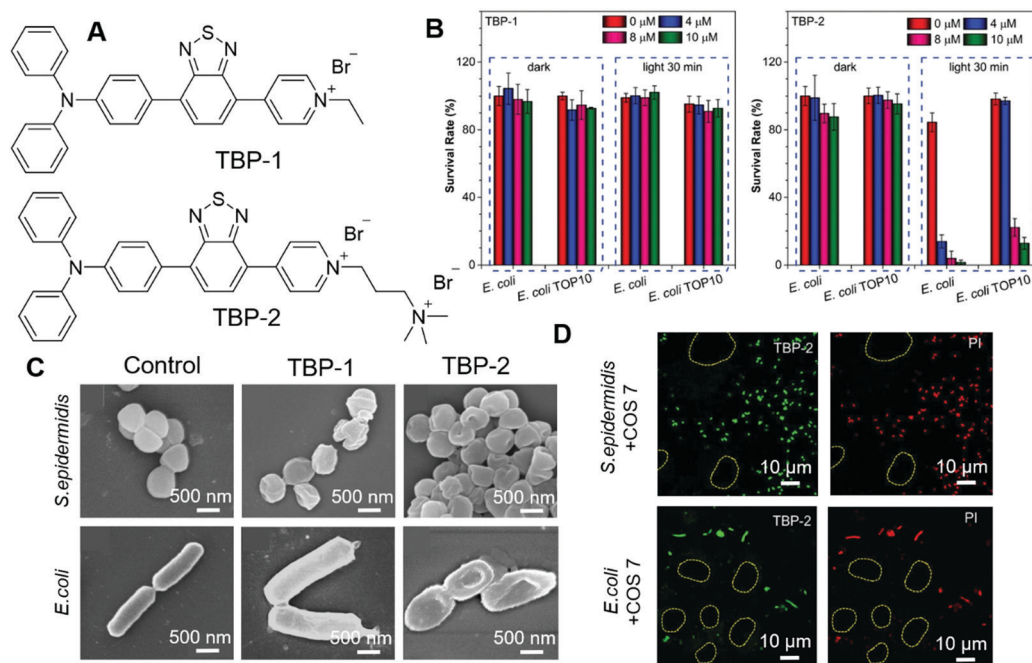 A
S
N N
N
N
+
Br
−
TBP-1
S
N N
N
N
+
Br
−
Br
−
N
+
TBP-2
B
TBP-1
0 μM 4 μM
8 μM 10 μM
dark
light 30 min
Survival Rate (%)
120
80
40
0
E. coli
E. coli TOP10
E. coli
E. coli TOP10
TBP-2
0 μM 4 μM
8 μM 10 μM
dark
light 30 min
Survival Rate (%)
120
80
40
0
E. coli
E. coli TOP10
E. coli
E. coli TOP10
C
Control TBP-1 TBP-2
S.epidermidis
500 nm 500 nm 500 nm
E.coli
500 nm 500 nm 500 nm
D
S.epidermidis
+COS 7
TBP-2
10 μm
PI
10 μm
E.coli
+COS 7
TBP-2
10 μm
PI
10 μm